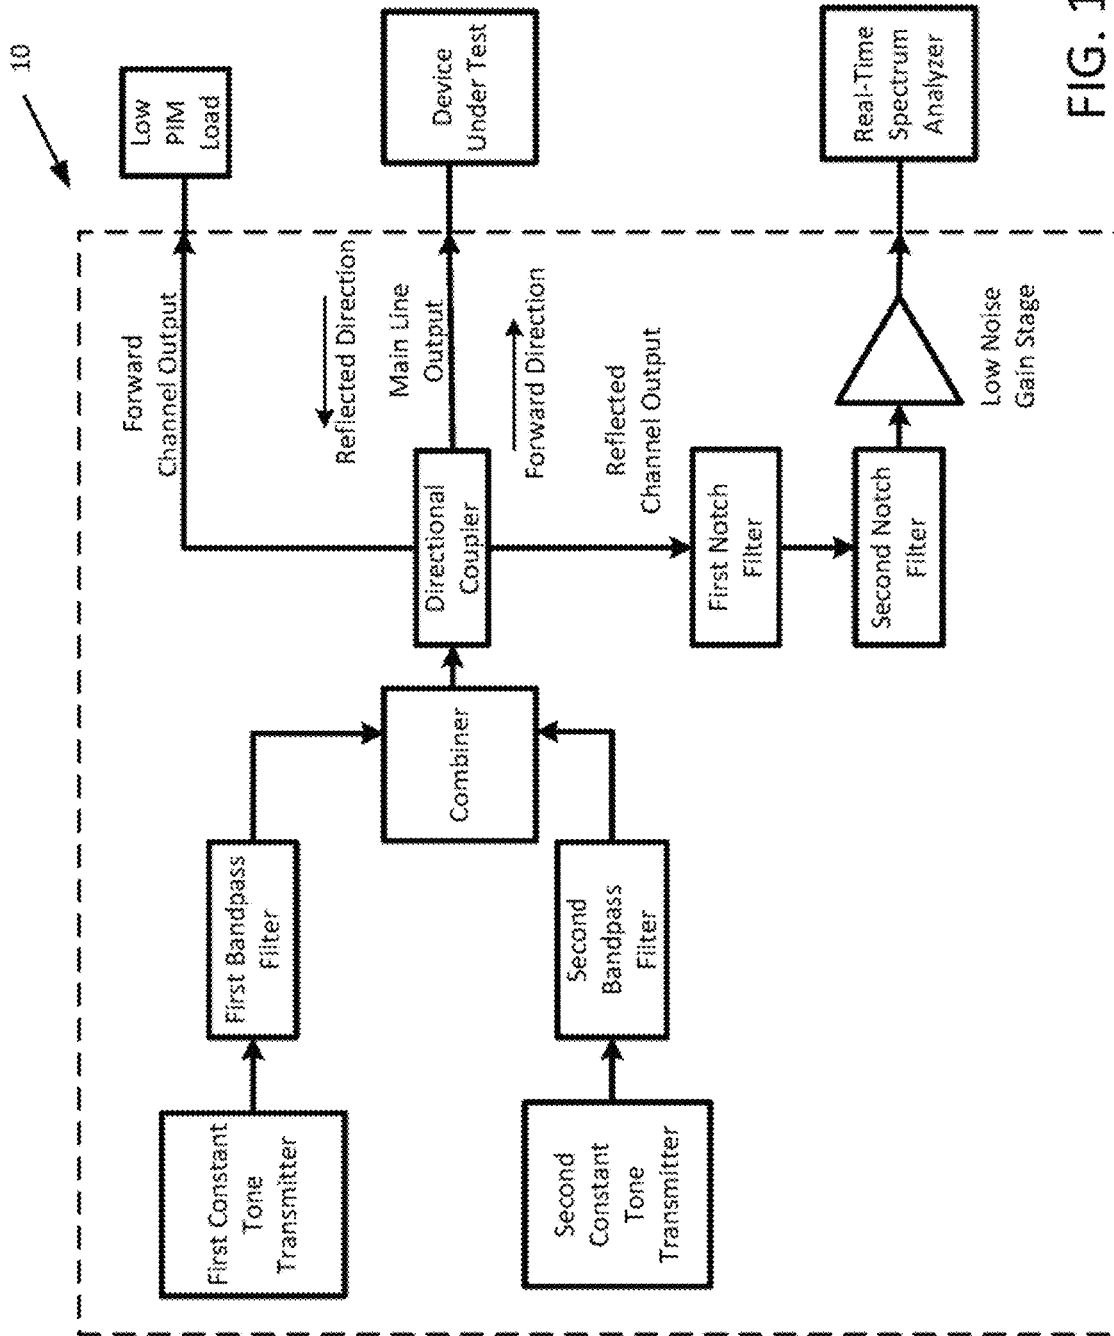 10
Low
PIM
Load
Forward
Channel Output
Reflected Direction
Main Line
Output
Forward Direction
Device
Under Test
Reflected
Channel Output
Real-Time
Spectrum
Analyzer
Low Noise
Gain Stage
Directional
Coupler
First Notch
Filter
Second Notch
Filter
Combiner
First Bandpass
Filter
Second
Bandpass
Filter
First Constant
Tone
Transmitter
Second
Constant
Tone
Transmitter
FIG. 1